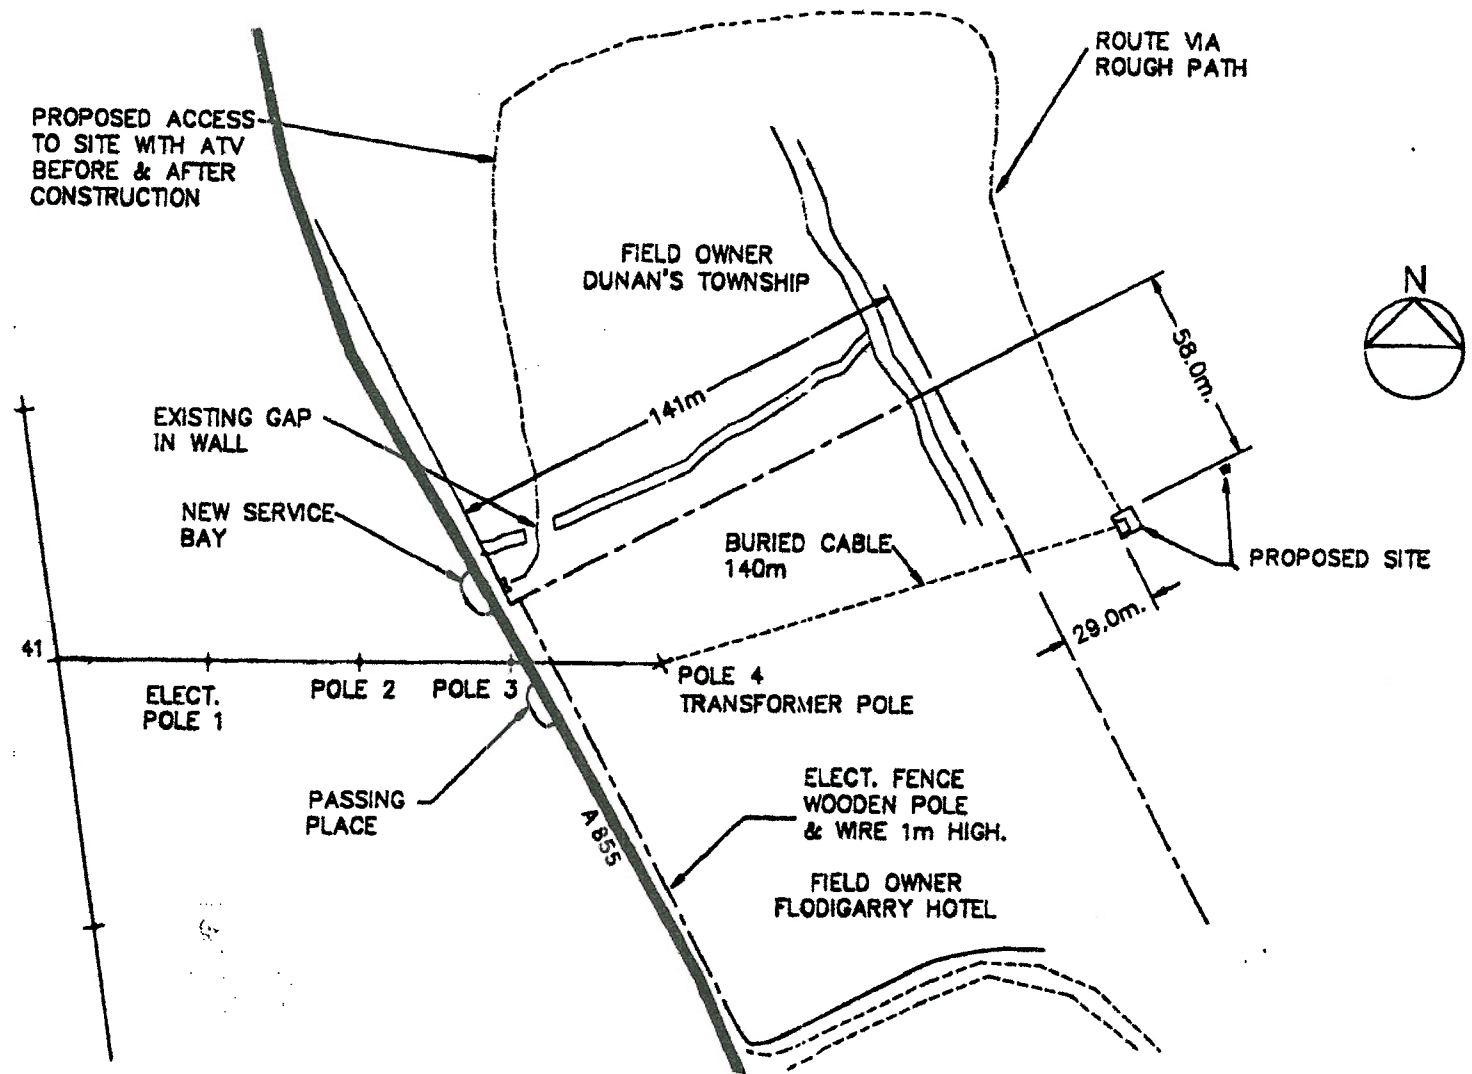 ROUTE VIA
ROUGH PATH
PROPOSED ACCESS
TO SITE WITH ATV
BEFORE & AFTER
CONSTRUCTION
FIELD OWNER
DUNAN'S TOWNSHIP
N
58.0m.
141m
EXISTING GAP
IN WALL
NEW SERVICE
BAY
BURIED CABLE
140m
PROPOSED SITE
29.0m.
41
ELECT.
POLE 1
POLE 2
POLE 3
POLE 4
TRANSFORMER POLE
PASSING
PLACE
A 855
ELECT. FENCE
WOODEN POLE
& WIRE 1m HIGH.
FIELD OWNER
FLODIGARRY HOTEL